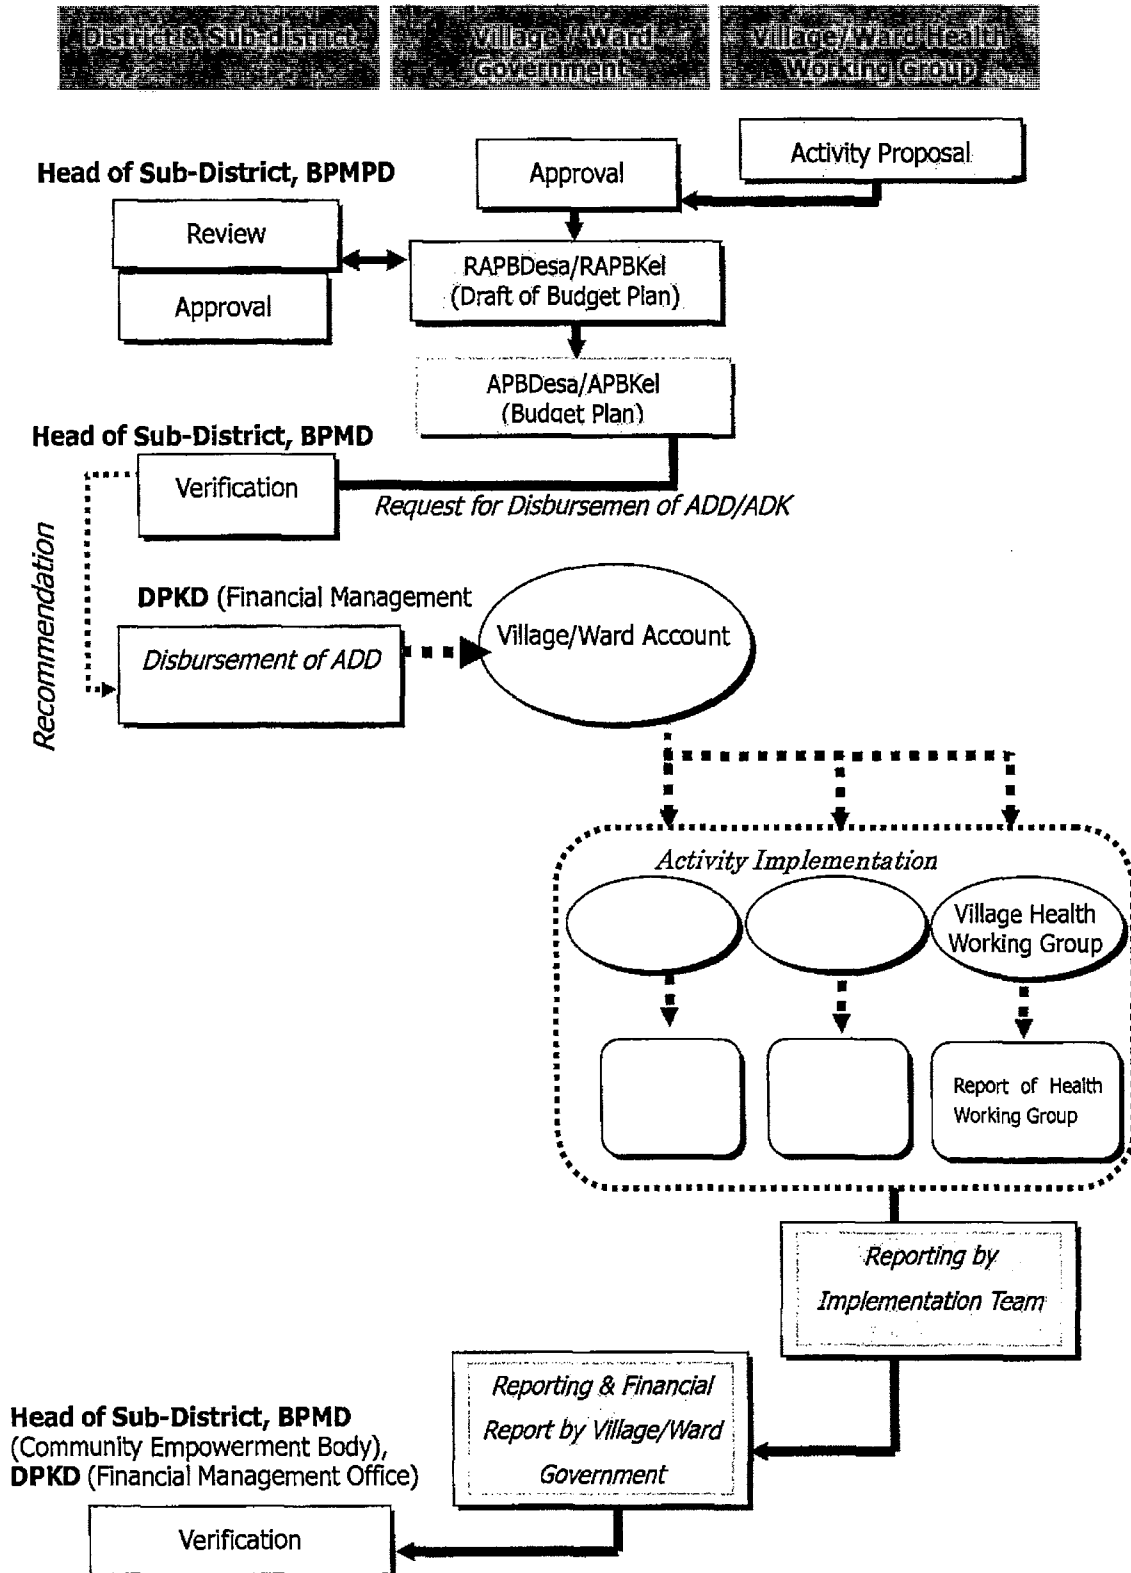 District & Sub-district
Village / Ward
Government
Village/Ward Health
Working Group
Activity Proposal
Approval
Head of Sub-District, BPMPD
Review
Approval
RAPBDesa/RAPBKel
(Draft of Budget Plan)
APBDesa/APBKel
(Budget Plan)
Head of Sub-District, BPMD
Verification
Request for Disbursemen of ADD/ADK
Recommendation
DPKD (Financial Management
Disbursement of ADD
Village/Ward Account
Activity Implementation
Village Health
Working Group
Report of Health
Working Group
Reporting by
Implementation Team
Reporting & Financial
Report by Village/Ward
Government
Head of Sub-District, BPMD
(Community Empowerment Body),
DPKD (Financial Management Office)
Verification